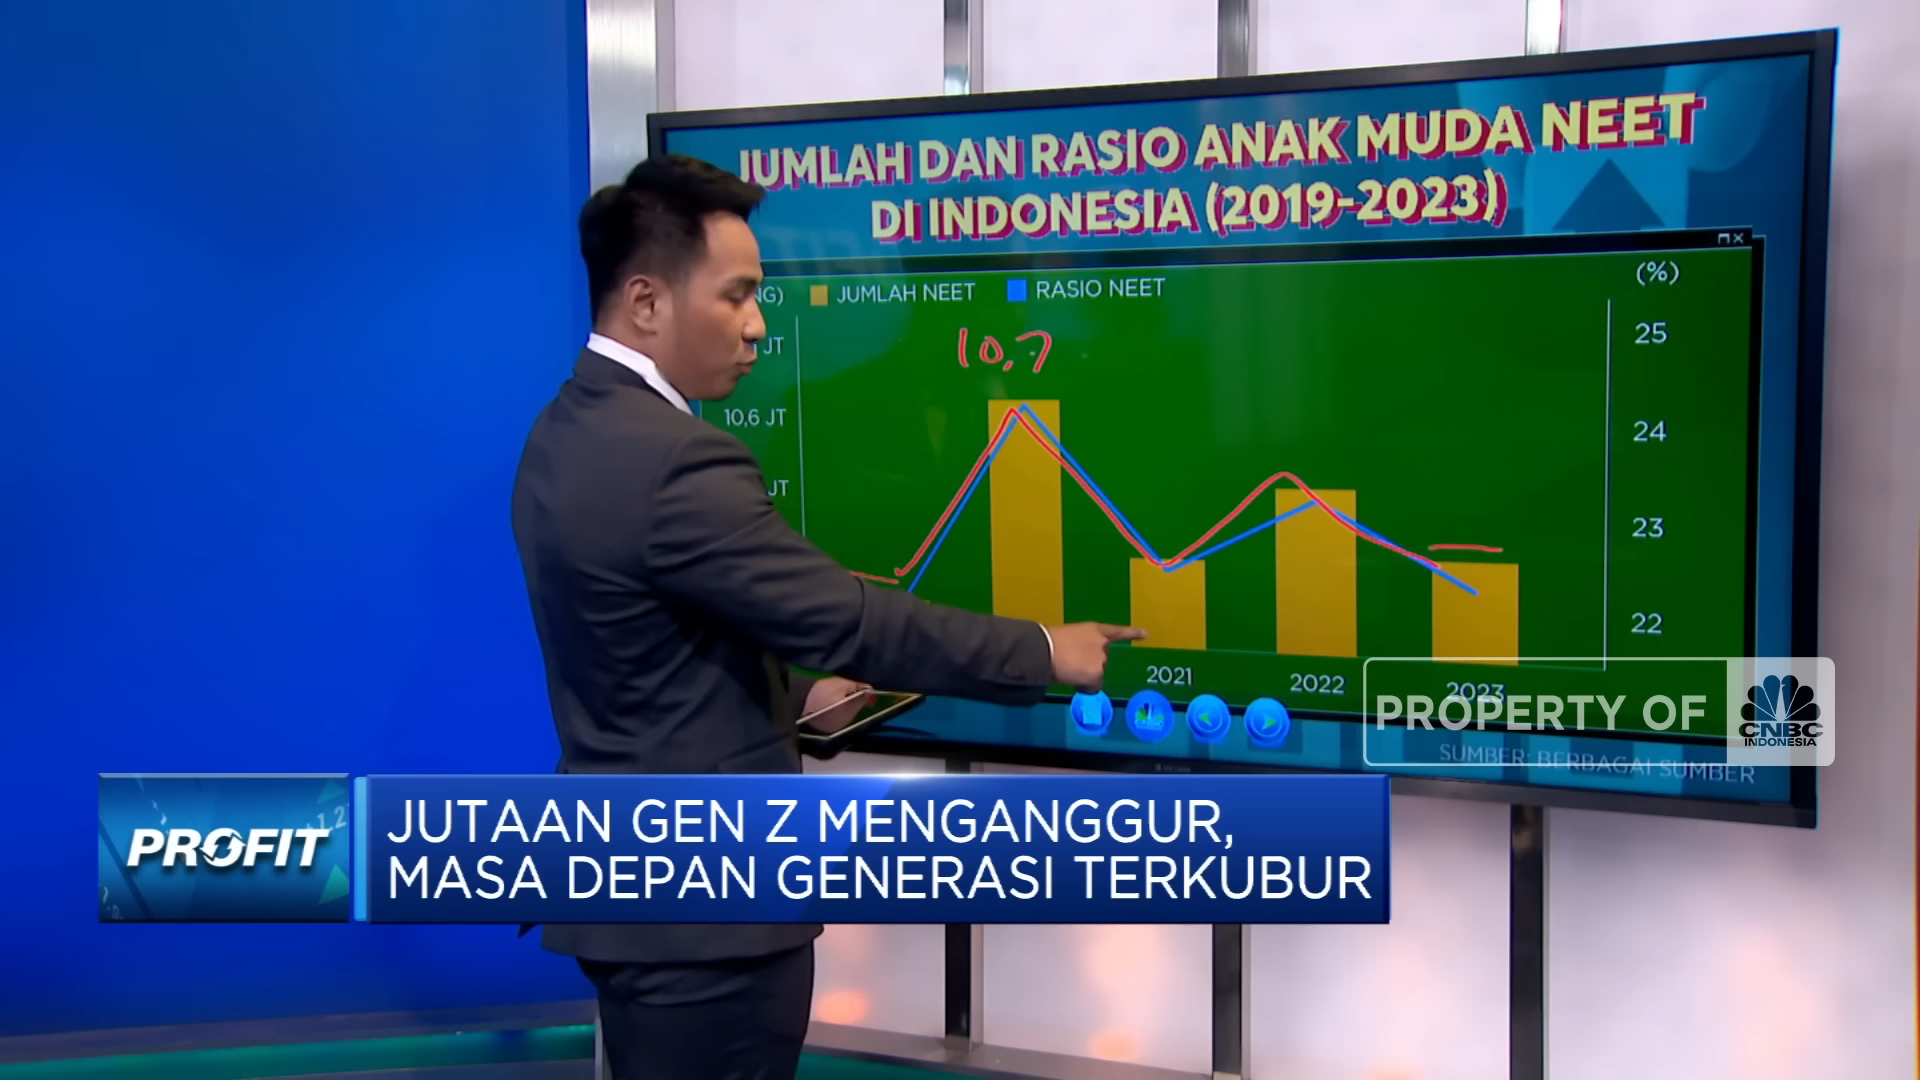 JUMLAH DAN RASIO ANAK MUDA NEET
DI INDONESIA (2019-2023)
(%)
JUMLAH NEET
RASIO NEET
10,7
JT
10,6 JT
JT
25
24
23
22
2021
2022
2023
PROPERTY OF
CNBC
INDONESIA
SUMBER: BERBAGAI SUMBER
PROFIT
JUTAAN GEN Z MENGANGGUR,
MASA DEPAN GENERASI TERKUBUR